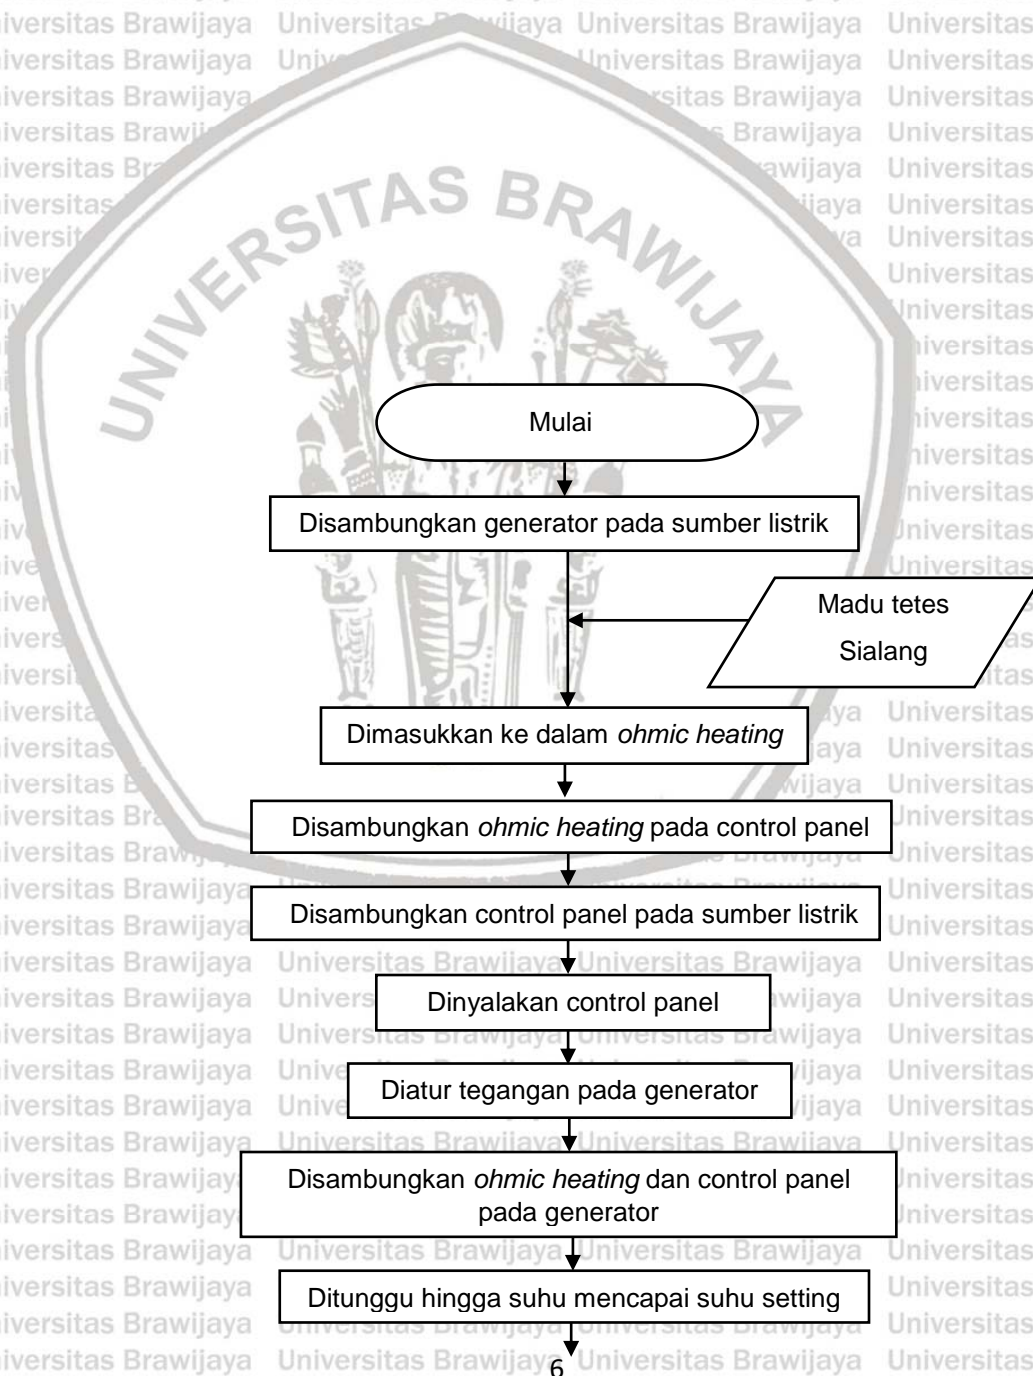 UNIVERSITAS BRAWIJAYA
Mulai
Disambungkan generator pada sumber listrik
Madu tetes
Sialang
Dimasukkan ke dalam ohmic heating
Disambungkan ohmic heating pada control panel
Disambungkan control panel pada sumber listrik
Dinyalakan control panel
Diatur tegangan pada generator
Disambungkan ohmic heating dan control panel
pada generator
Ditunggu hingga suhu mencapai suhu setting
6